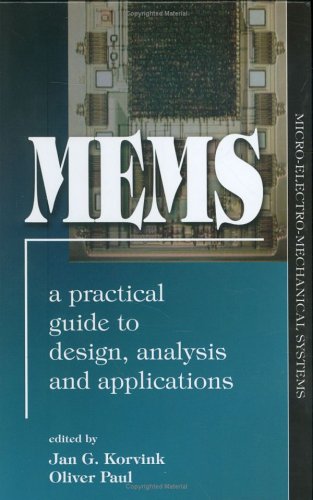 MEMS
a practical
guide to
design, analysis
and applications
edited by
Jan G. Korvink
Oliver Paul
MICRO-ELECTRO-MECHANICAL SYSTEMS